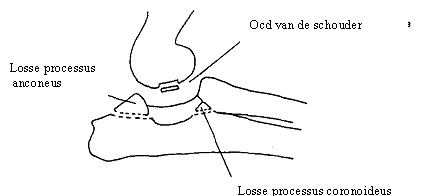 Ocd van de schouder ,
Losse processus
anconeus
Losse processus coronoideus